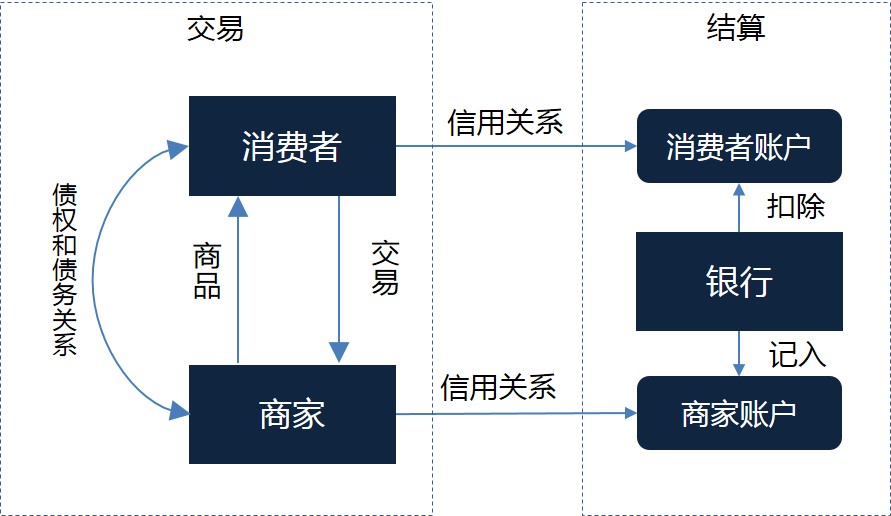 交易
结算
消费者
信用关系
消费者账户
债权和债务关系
商品
交易
扣除
银行
记入
商家
信用关系
商家账户